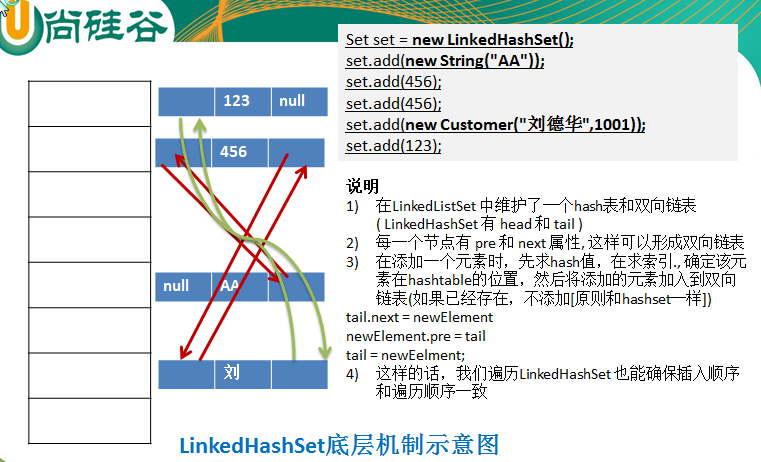 尚硅谷
Set set = new LinkedHashSet();
set.add(new String("AA"));
set.add(456);
set.add(456);
set.add(new Customer("刘德华",1001));
set.add(123);
123 null
456
null AA
刘
说明
1) 在LinkedListSet 中维护了一个hash表和双向链表
( LinkedHashSet 有 head 和 tail )
2) 每一个节点有 pre 和 next 属性, 这样可以形成双向链表
3) 在添加一个元素时，先求hash值，在求索引., 确定该元
素在hashtable的位置，然后将添加的元素加入到双向
链表(如果已经存在，不添加[原则和hashset一样])
tail.next = newElement
newElement.pre = tail
tail = newEelment;
4) 这样的话，我们遍历LinkedHashSet 也能确保插入顺序
和遍历顺序一致
LinkedHashSet底层机制示意图